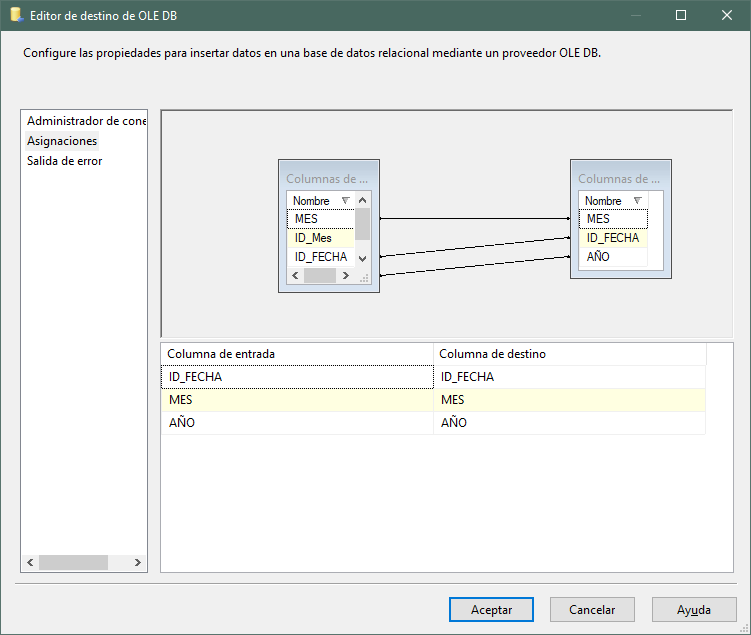 Editor de destino de OLE DB
Configure las propiedades para insertar datos en una base de datos relacional mediante un proveedor OLE DB.
Administrador de cone
Asignaciones
Salida de error
Columnas de ...
Nombre
MES
ID_Mes
ID_FECHA
Columnas de ...
Nombre
MES
ID_FECHA
AÑO
Columna de entrada Columna de destino
ID_FECHA ID_FECHA
MES MES
AÑO AÑO
Aceptar Cancelar Ayuda